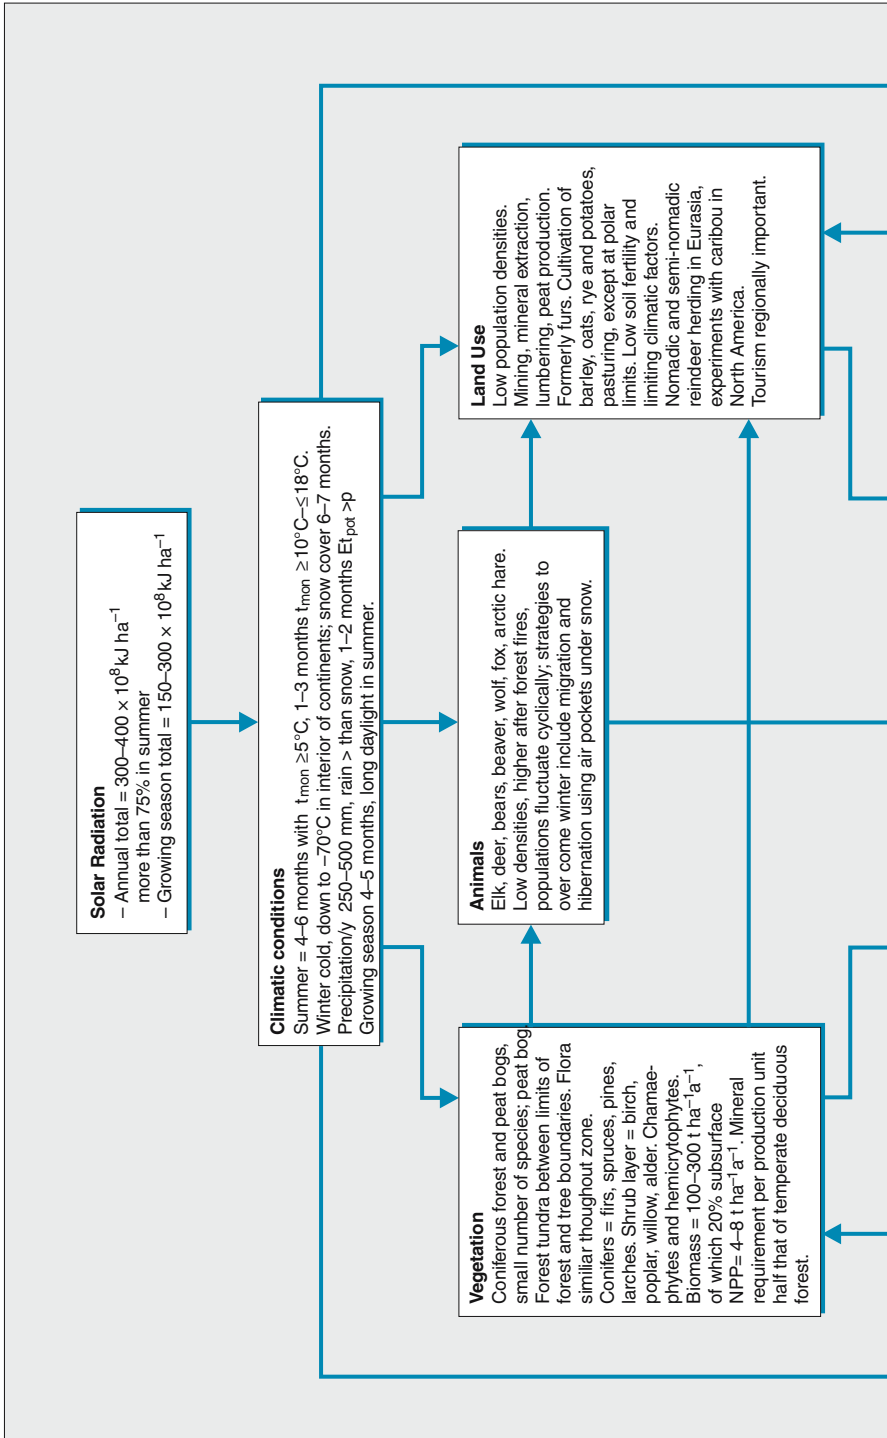 Solar Radiation
– Annual total = 300–400 × 10⁸ kJ ha⁻¹
more than 75% in summer
– Growing season total = 150–300 × 10⁸ kJ ha⁻¹
Climatic conditions
Summer = 4–6 months with t mon ≥5°C, 1–3 months t mon ≥10°C–≤18°C.
Winter cold, down to –70°C in interior of continents; snow cover 6–7 months.
Precipitation/y 250–500 mm, rain > than snow, 1–2 months Et pot >p
Growing season 4–5 months, long daylight in summer.
Vegetation
Coniferous forest and peat bogs,
small number of species; peat bog.
Forest tundra between limits of
forest and tree boundaries. Flora
similiar thoughout zone.
Conifers = firs, spruces, pines,
larches. Shrub layer = birch,
poplar, willow, alder. Chamae-
phytes and hemicrytophytes.
Biomass = 100–300 t ha⁻¹a⁻¹,
of which 20% subsurface
NPP= 4–8 t ha⁻¹a⁻¹. Mineral
requirement per production unit
half that of temperate deciduous
forest.
Animals
Elk, deer, bears, beaver, wolf, fox, arctic hare.
Low densities, higher after forest fires,
populations fluctuate cyclically; strategies to
over come winter include migration and
hibernation using air pockets under snow.
Land Use
Low population densities.
Mining, mineral extraction,
lumbering, peat production.
Formerly furs. Cultivation of
barley, oats, rye and potatoes,
pasturing, except at polar
limits. Low soil fertility and
limiting climatic factors.
Nomadic and semi-nomadic
reindeer herding in Eurasia,
experiments with caribou in
North America.
Tourism regionally important.